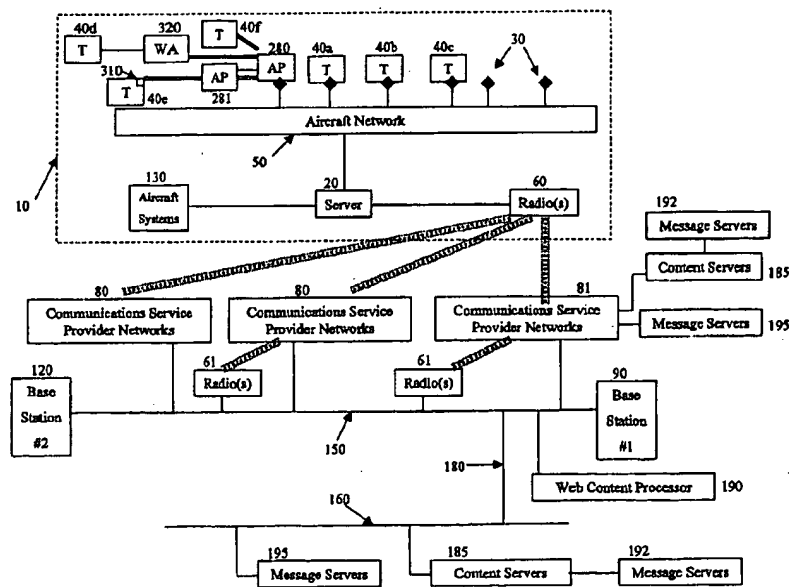 40d 320 40f
T WA T 280 40a 40b 40c 30
310 AP AP T T T
T 40e 281
Aircraft Network
50
10
130 20 60
Aircraft Systems
Server
Radio(s)
192
Message Servers
Content Servers 185
80 80 81
Communications Service Provider Networks
Communications Service Provider Networks
Communications Service Provider Networks
Message Servers 195
61 61
Radio(s) Radio(s)
120
Base Station #2
90
Base Station #1
150
180
Web Content Processor 190
160
195 185 192
Message Servers Content Servers Message Servers